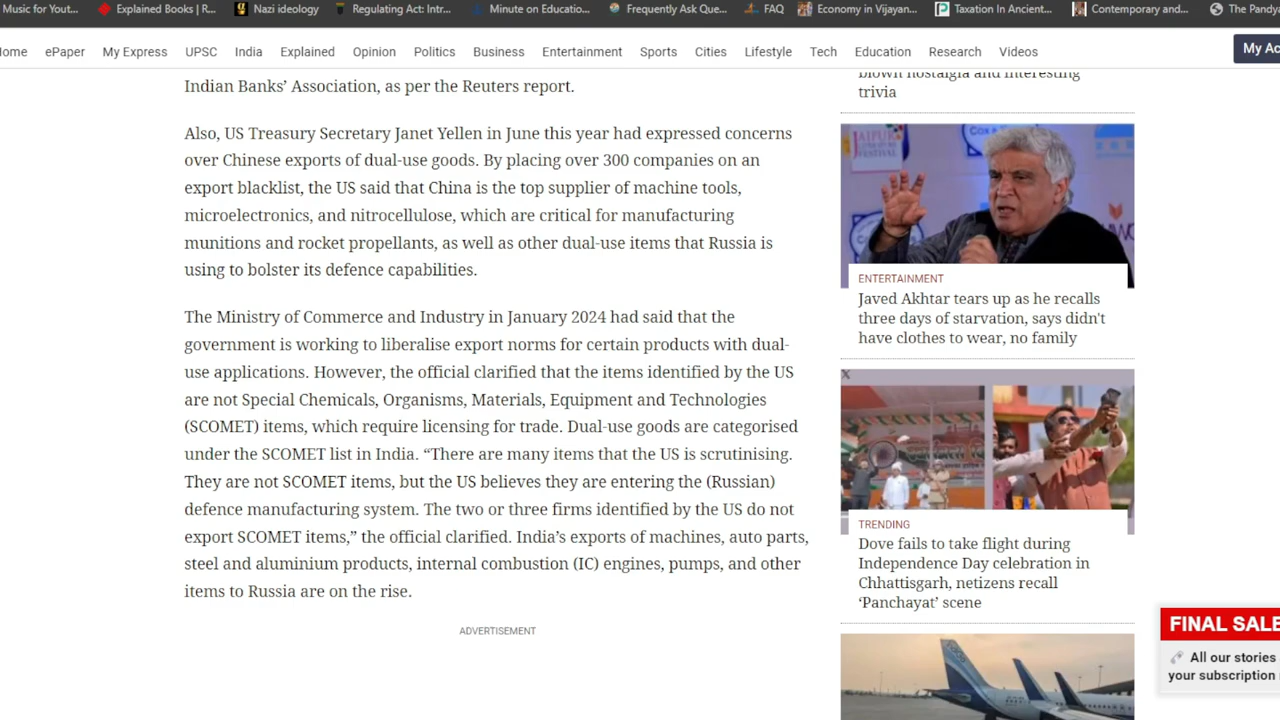 Music for Yout...
Explained Books | R...
Nazi ideology
Regulating Act: Intr...
Minute on Educatio...
Frequently Ask Que...
FAQ
Economy in Vijayan...
Taxation In Ancient...
Contemporary and...
The Pandya
ome
ePaper
My Express
UPSC
India
Explained
Opinion
Politics
Business
Entertainment
Sports
Cities
Lifestyle
Tech
Education
Research
Videos
My Ac
Indian Banks’ Association, as per the Reuters report.
Also, US Treasury Secretary Janet Yellen in June this year had expressed concerns
over Chinese exports of dual-use goods. By placing over 300 companies on an
export blacklist, the US said that China is the top supplier of machine tools,
microelectronics, and nitrocellulose, which are critical for manufacturing
munitions and rocket propellants, as well as other dual-use items that Russia is
using to bolster its defence capabilities.
The Ministry of Commerce and Industry in January 2024 had said that the
government is working to liberalise export norms for certain products with dual-
use applications. However, the official clarified that the items identified by the US
are not Special Chemicals, Organisms, Materials, Equipment and Technologies
(SCOMET) items, which require licensing for trade. Dual-use goods are categorised
under the SCOMET list in India. “There are many items that the US is scrutinising.
They are not SCOMET items, but the US believes they are entering the (Russian)
defence manufacturing system. The two or three firms identified by the US do not
export SCOMET items,” the official clarified. India’s exports of machines, auto parts,
steel and aluminium products, internal combustion (IC) engines, pumps, and other
items to Russia are on the rise.
ADVERTISEMENT
blown nostalgia and interesting
trivia
JAIPUR
FESTIVAL
ENTERTAINMENT
Javed Akhtar tears up as he recalls
three days of starvation, says didn't
have clothes to wear, no family
TRENDING
Dove fails to take flight during
Independence Day celebration in
Chhattisgarh, netizens recall
‘Panchayat’ scene
FINAL SALE
All our stories
your subscription